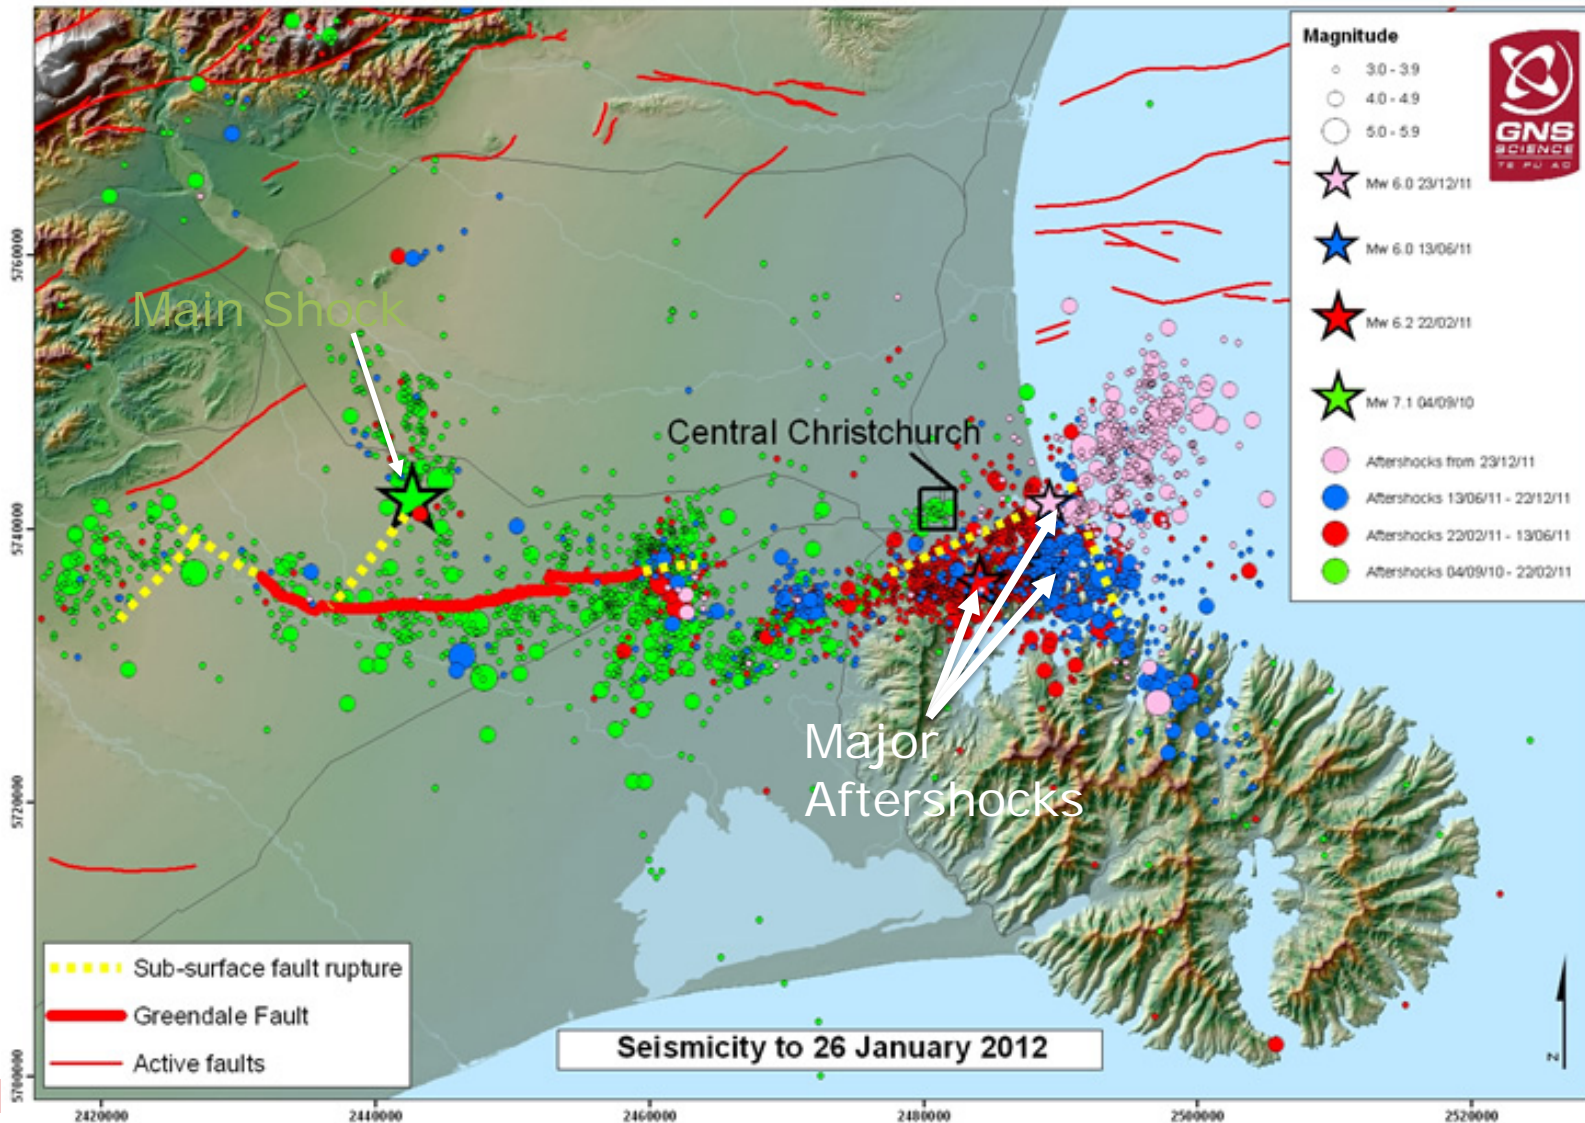 Magnitude
3.0 - 3.9
4.0 - 4.9
5.0 - 5.9
Mw 6.0 23/12/11
Mw 6.0 13/06/11
Mw 6.2 22/02/11
Mw 7.1 04/09/10
Aftershocks from 23/12/11
Aftershocks 13/06/11 - 22/12/11
Aftershocks 22/02/11 - 13/06/11
Aftershocks 04/09/10 - 22/02/11
GNS
SCIENCE
TE PU AO
5760000
Main Shock
Central Christchurch
5740000
Major
Aftershocks
5720000
Sub-surface fault rupture
Greendale Fault
Active faults
Seismicity to 26 January 2012
N
5700000
2420000
2440000
2460000
2480000
2500000
2520000